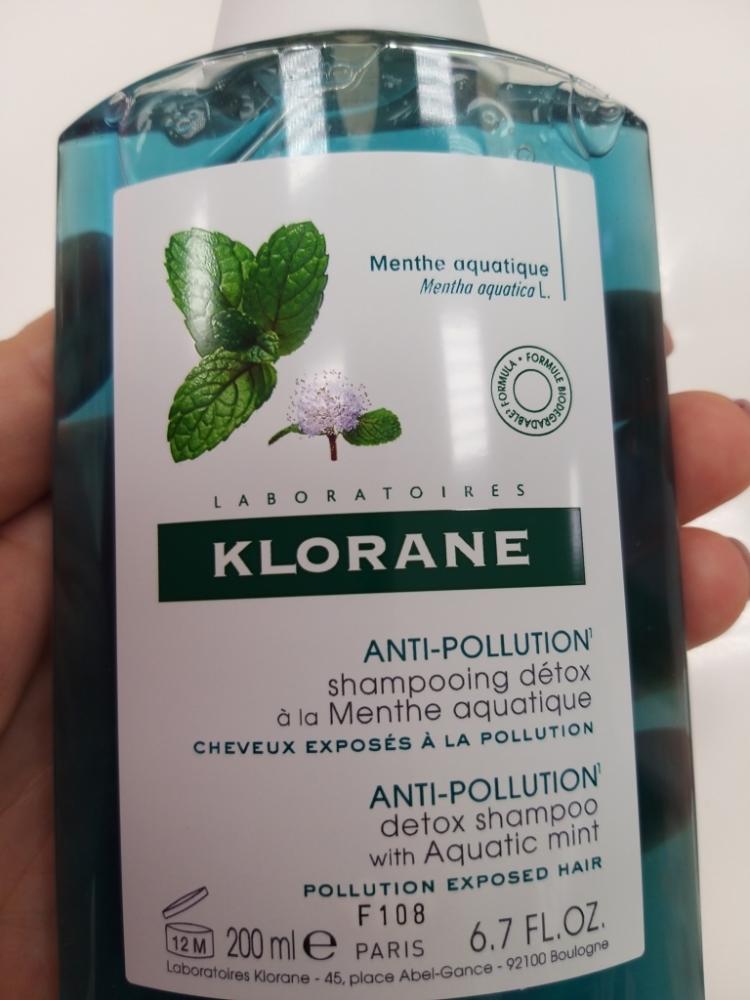 Menthe aquatique
Mentha aquatica L.
FORMULE BIODEGRADABLE² FORMULA •
LABORATOIRES
KLORANE
ANTI-POLLUTION¹
shampooing détox
à la Menthe aquatique
CHEVEUX EXPOSÉS À LA POLLUTION
ANTI-POLLUTION¹
detox shampoo
with Aquatic mint
POLLUTION EXPOSED HAIR
F108
12 M 200 ml e PARIS 6.7 FL.OZ.
Laboratoires Klorane - 45, place Abel-Gance - 92100 Boulogne